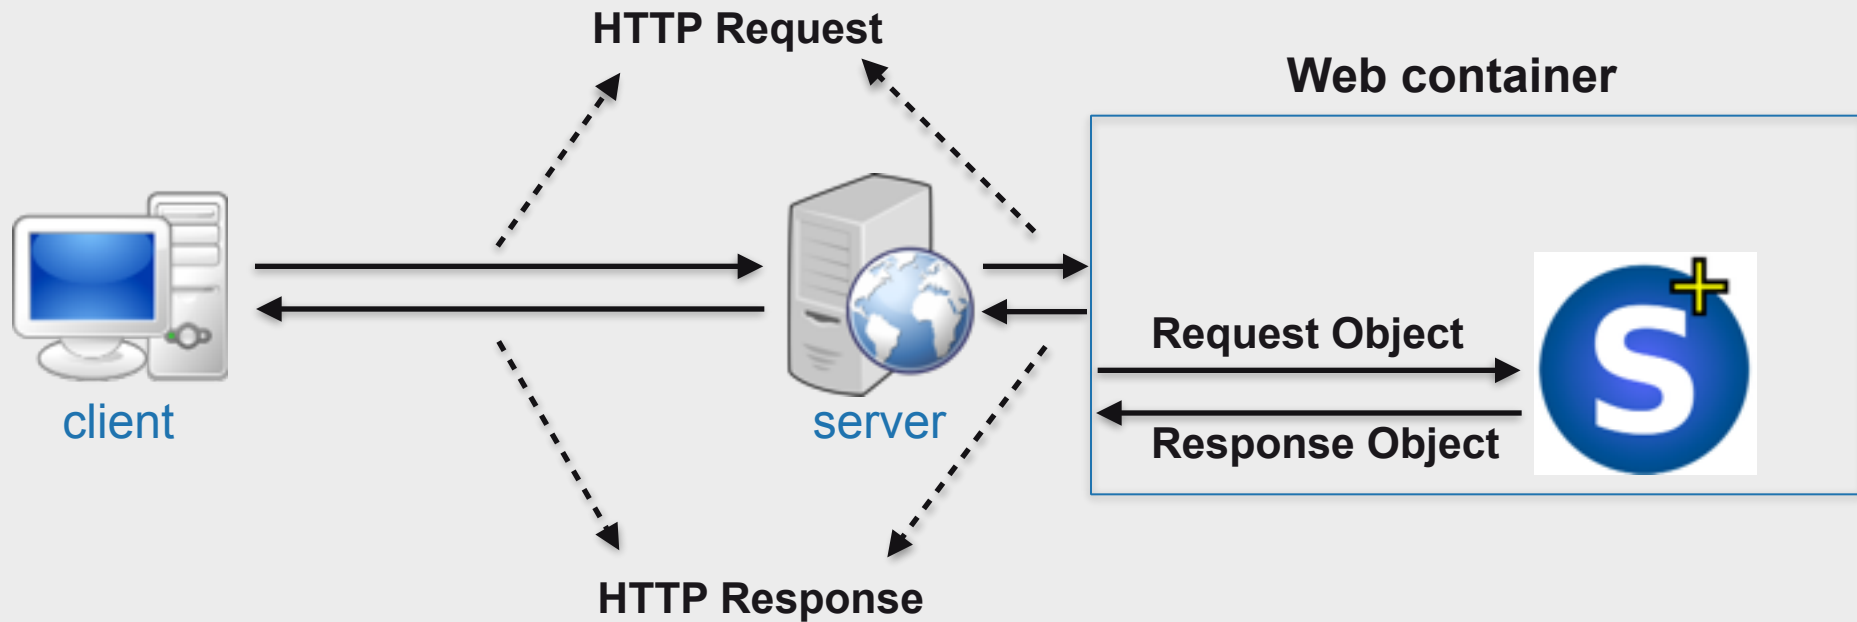 HTTP Request
Web container
Request Object
S
client
server
Response Object
HTTP Response